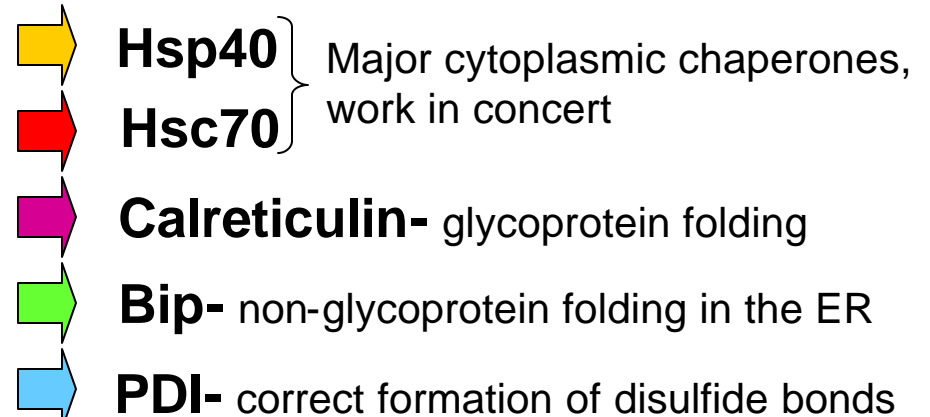 Hsp40
Hsc70
Major cytoplasmic chaperones,
work in concert
Calreticulin- glycoprotein folding
Bip- non-glycoprotein folding in the ER
PDI- correct formation of disulfide bonds